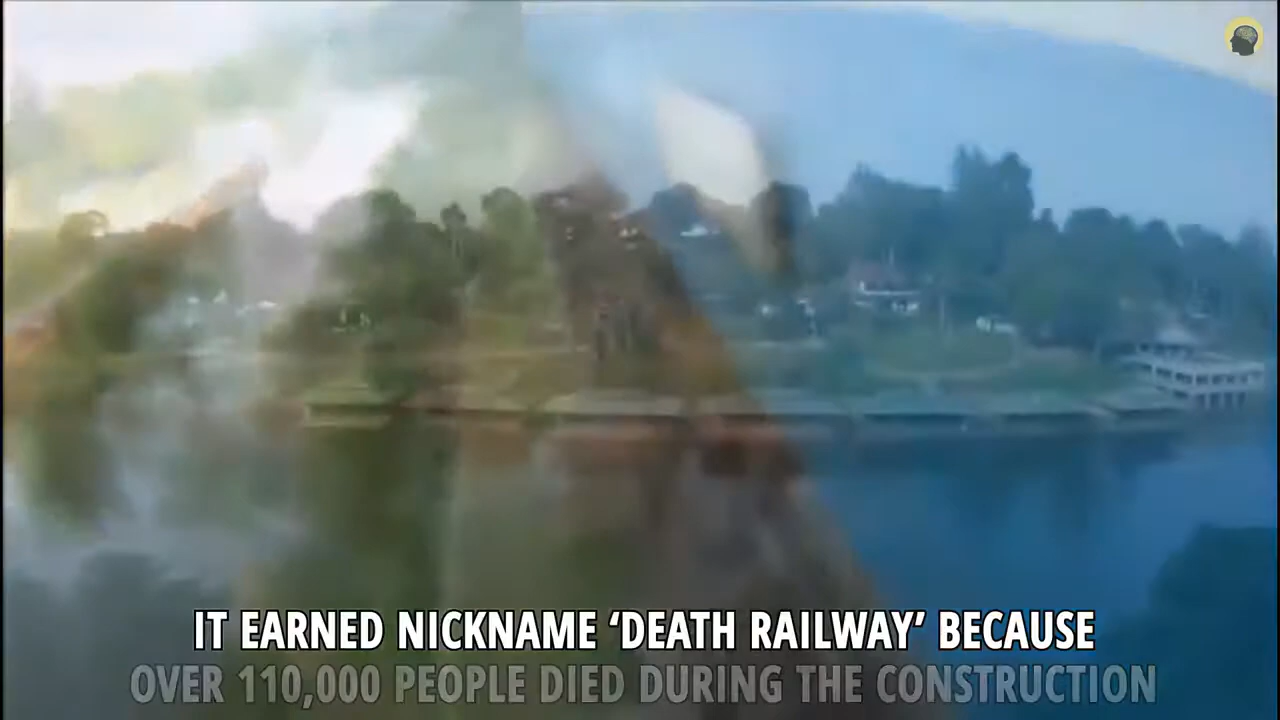 IT EARNED NICKNAME ‘DEATH RAILWAY’ BECAUSE
OVER 110,000 PEOPLE DIED DURING THE CONSTRUCTION